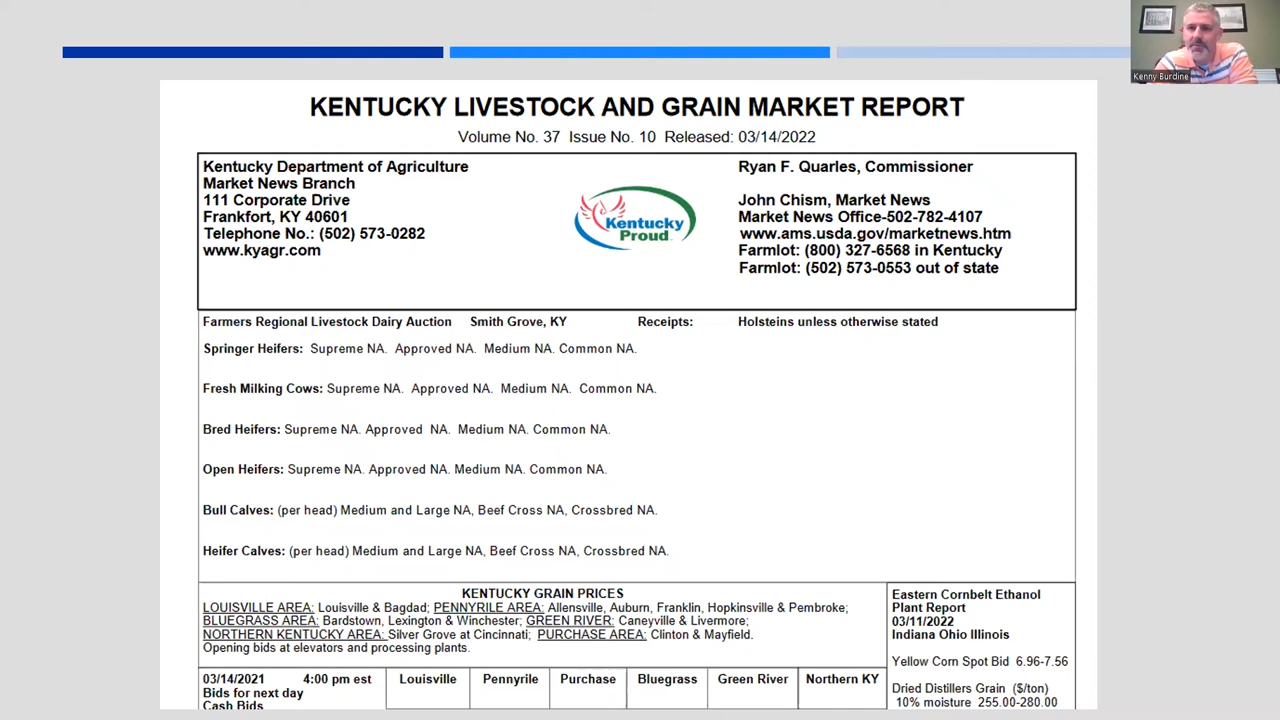 Kenny Burdine
KENTUCKY LIVESTOCK AND GRAIN MARKET REPORT
Volume No. 37 Issue No. 10 Released: 03/14/2022
Kentucky Department of Agriculture
Market News Branch
111 Corporate Drive
Frankfort, KY 40601
Telephone No.: (502) 573-0282
www.kyagr.com
Kentucky
Proud
Ryan F. Quarles, Commissioner
John Chism, Market News
Market News Office-502-782-4107
www.ams.usda.gov/marketnews.htm
Farmlot: (800) 327-6568 in Kentucky
Farmlot: (502) 573-0553 out of state
Farmers Regional Livestock Dairy Auction Smith Grove, KY Receipts: Holsteins unless otherwise stated
Springer Heifers: Supreme NA. Approved NA. Medium NA. Common NA.
Fresh Milking Cows: Supreme NA. Approved NA. Medium NA. Common NA.
Bred Heifers: Supreme NA. Approved NA. Medium NA. Common NA.
Open Heifers: Supreme NA. Approved NA. Medium NA. Common NA.
Bull Calves: (per head) Medium and Large NA, Beef Cross NA, Crossbred NA.
Heifer Calves: (per head) Medium and Large NA, Beef Cross NA, Crossbred NA.
KENTUCKY GRAIN PRICES
LOUISVILLE AREA: Louisville & Bagdad; PENNYRILE AREA: Allensville, Auburn, Franklin, Hopkinsville & Pembroke;
BLUEGRASS AREA: Bardstown, Lexington & Winchester; GREEN RIVER: Caneyville & Livermore;
NORTHERN KENTUCKY AREA: Silver Grove at Cincinnati; PURCHASE AREA: Clinton & Mayfield.
Opening bids at elevators and processing plants.
03/14/2021 4:00 pm est
Bids for next day
Cash Bids
Louisville Pennyrile Purchase Bluegrass Green River Northern KY
Eastern Cornbelt Ethanol
Plant Report
03/11/2022
Indiana Ohio Illinois
Yellow Corn Spot Bid 6.96-7.56
Dried Distillers Grain ($/ton)
10% moisture 255.00-280.00